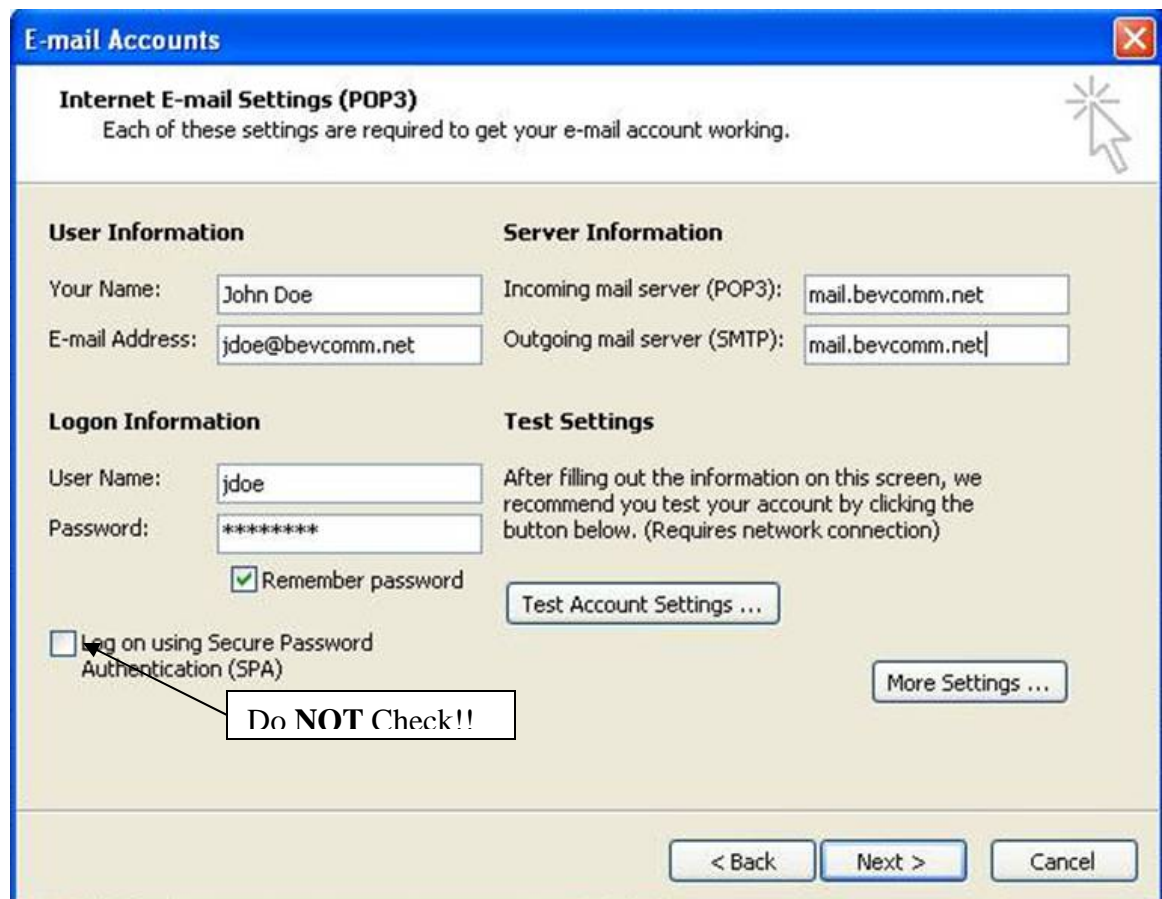 E-mail Accounts
Internet E-mail Settings (POP3)
Each of these settings are required to get your e-mail account working.
User Information
Your Name: John Doe
E-mail Address: jdoe@bevcomm.net
Server Information
Incoming mail server (POP3): mail.bevcomm.net
Outgoing mail server (SMTP): mail.bevcomm.net
Logon Information
User Name: jdoe
Password: ********
Remember password
Log on using Secure Password
Authentication (SPA)
Do NOT Check!!
Test Settings
After filling out the information on this screen, we
recommend you test your account by clicking the
button below. (Requires network connection)
Test Account Settings ...
More Settings ...
< Back
Next >
Cancel